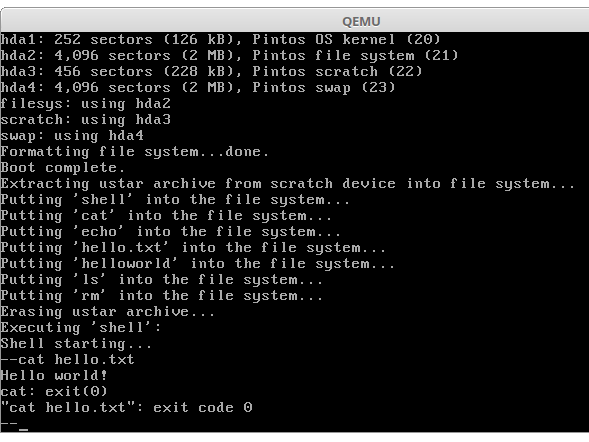 QEMU
hda1: 252 sectors (126 kB), Pintos OS kernel (20)
hda2: 4,096 sectors (2 MB), Pintos file system (21)
hda3: 456 sectors (228 kB), Pintos scratch (22)
hda4: 4,096 sectors (2 MB), Pintos swap (23)
filesys: using hda2
scratch: using hda3
swap: using hda4
Formatting file system...done.
Boot complete.
Extracting ustar archive from scratch device into file system...
Putting 'shell' into the file system...
Putting 'cat' into the file system...
Putting 'echo' into the file system...
Putting 'hello.txt' into the file system...
Putting 'helloworld' into the file system...
Putting 'ls' into the file system...
Putting 'rm' into the file system...
Erasing ustar archive...
Executing 'shell':
Shell starting...
--cat hello.txt
Hello world!
cat: exit(0)
"cat hello.txt": exit code 0
--_